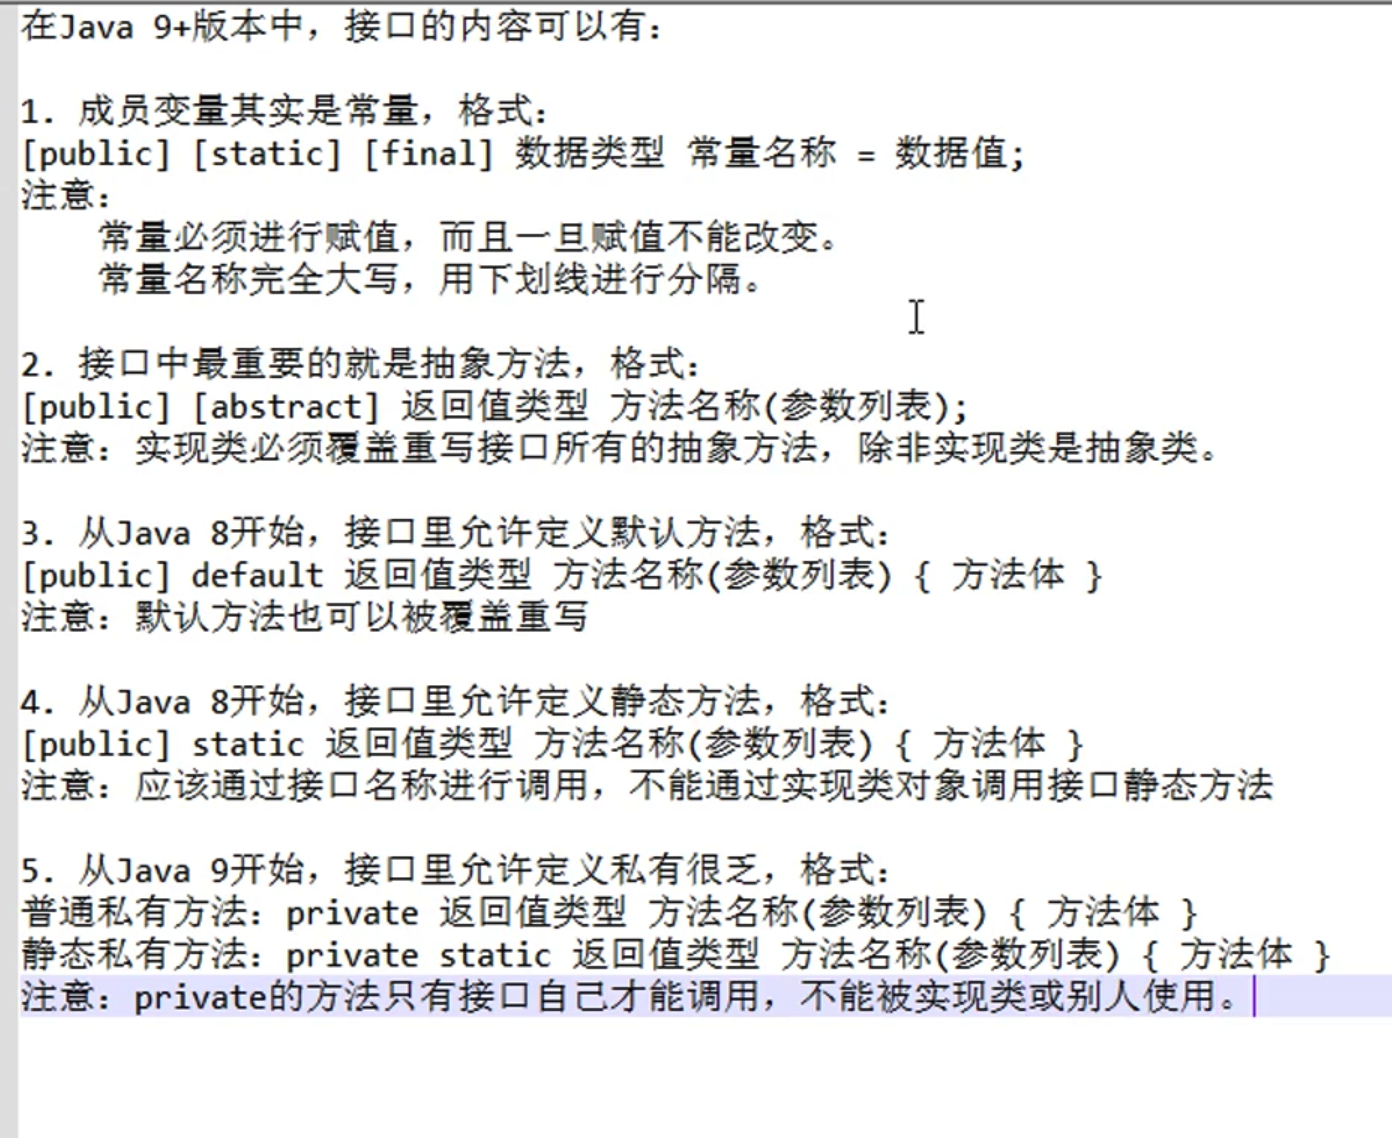 在Java 9+版本中，接口的内容可以有：
1. 成员变量其实是常量，格式：
[public] [static] [final] 数据类型 常量名称 = 数据值;
注意：
常量必须进行赋值，而且一旦赋值不能改变。
常量名称完全大写，用下划线进行分隔。
2. 接口中最重要的就是抽象方法，格式：
[public] [abstract] 返回值类型 方法名称(参数列表);
注意：实现类必须覆盖重写接口所有的抽象方法，除非实现类是抽象类。
3. 从Java 8开始，接口里允许定义默认方法，格式：
[public] default 返回值类型 方法名称(参数列表) { 方法体 }
注意：默认方法也可以被覆盖重写
4. 从Java 8开始，接口里允许定义静态方法，格式：
[public] static 返回值类型 方法名称(参数列表) { 方法体 }
注意：应该通过接口名称进行调用，不能通过实现类对象调用接口静态方法
5. 从Java 9开始，接口里允许定义私有很乏，格式：
普通私有方法：private 返回值类型 方法名称(参数列表) { 方法体 }
静态私有方法：private static 返回值类型 方法名称(参数列表) { 方法体 }
注意：private的方法只有接口自己才能调用，不能被实现类或别人使用。